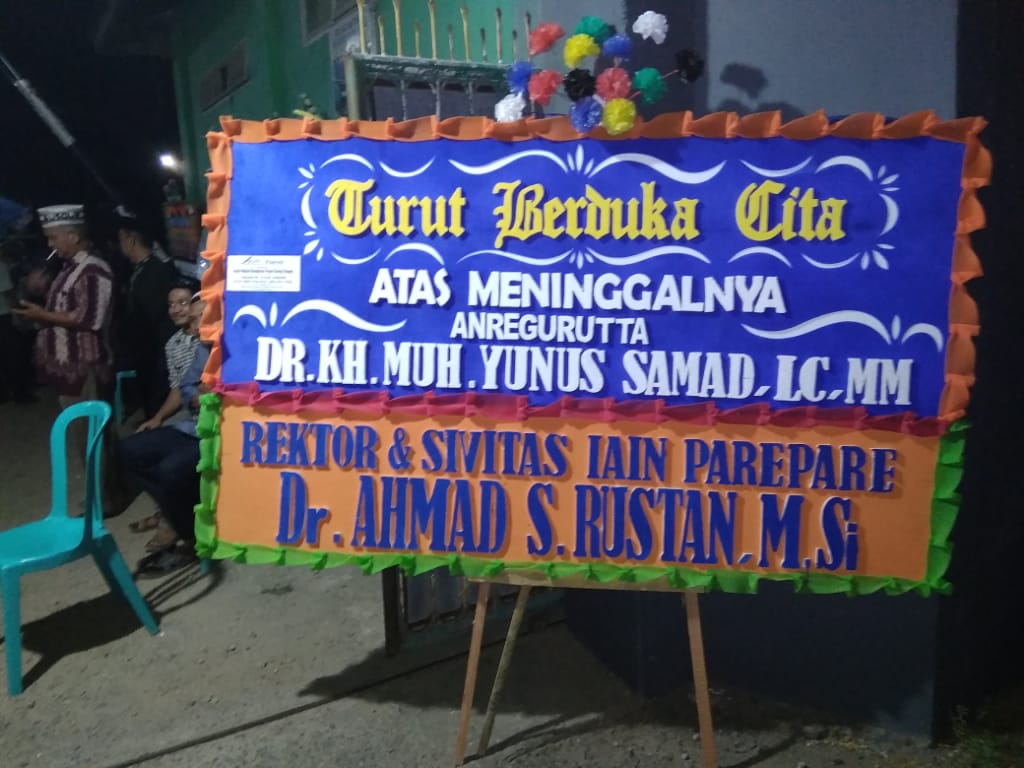 Turut Berduka Cita
ATAS MENINGGALNYA
ANREGURUTTA
DR. KH. MUH. YUNUS SAMAD, LC, MM
REKTOR & SIVITAS IAIN PAREPARE
Dr. AHMAD S. RUSTAN, M.Si